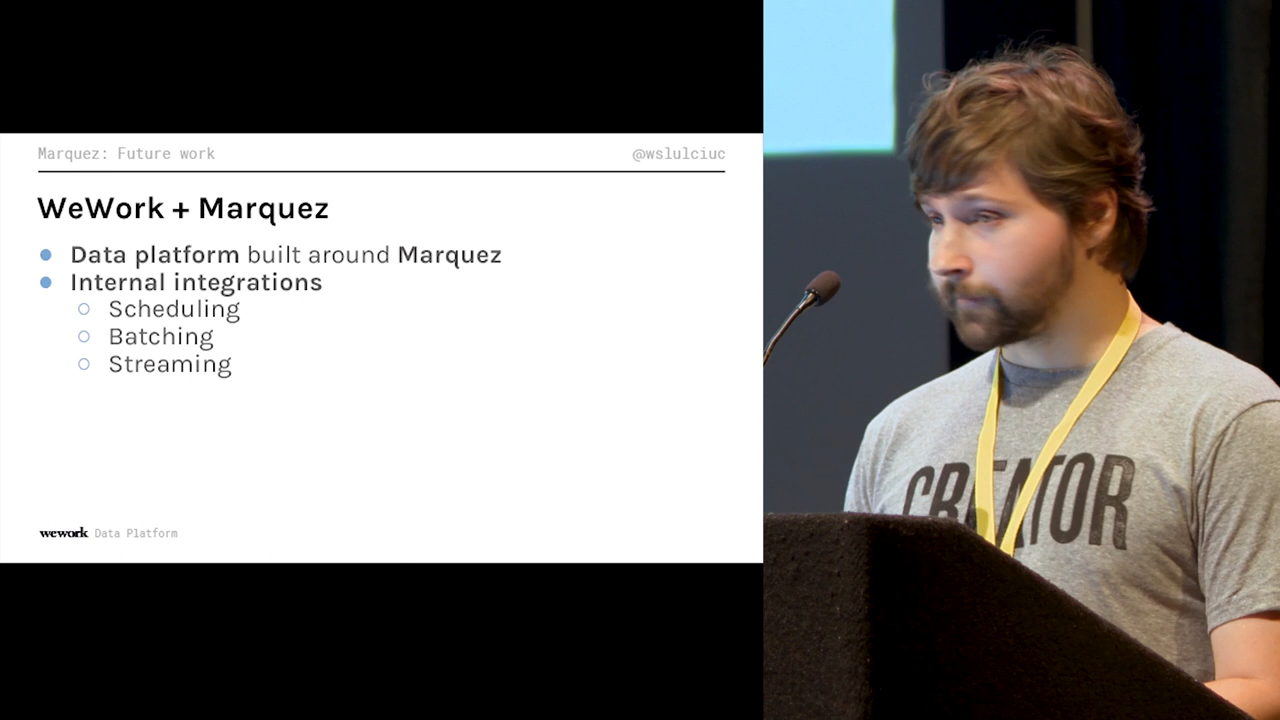 Marquez: Future work
@wslulciuc
WeWork + Marquez
Data platform built around Marquez
Internal integrations
Scheduling
Batching
Streaming
wework Data Platform
CREATOR